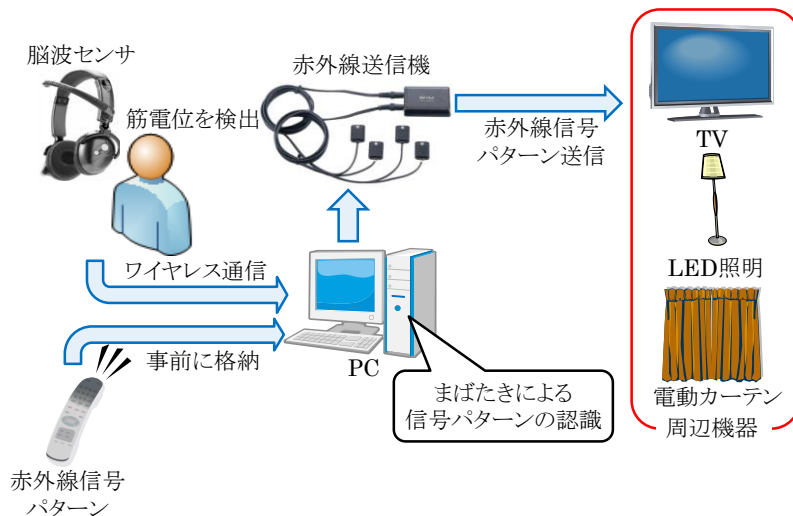 脳波センサ
筋電位を検出
赤外線送信機
赤外線信号
パターン送信
TV
LED照明
電動カーテン
周辺機器
ワイヤレス通信
事前に格納
PC
まばたきによる
信号パターンの認識
赤外線信号
パターン